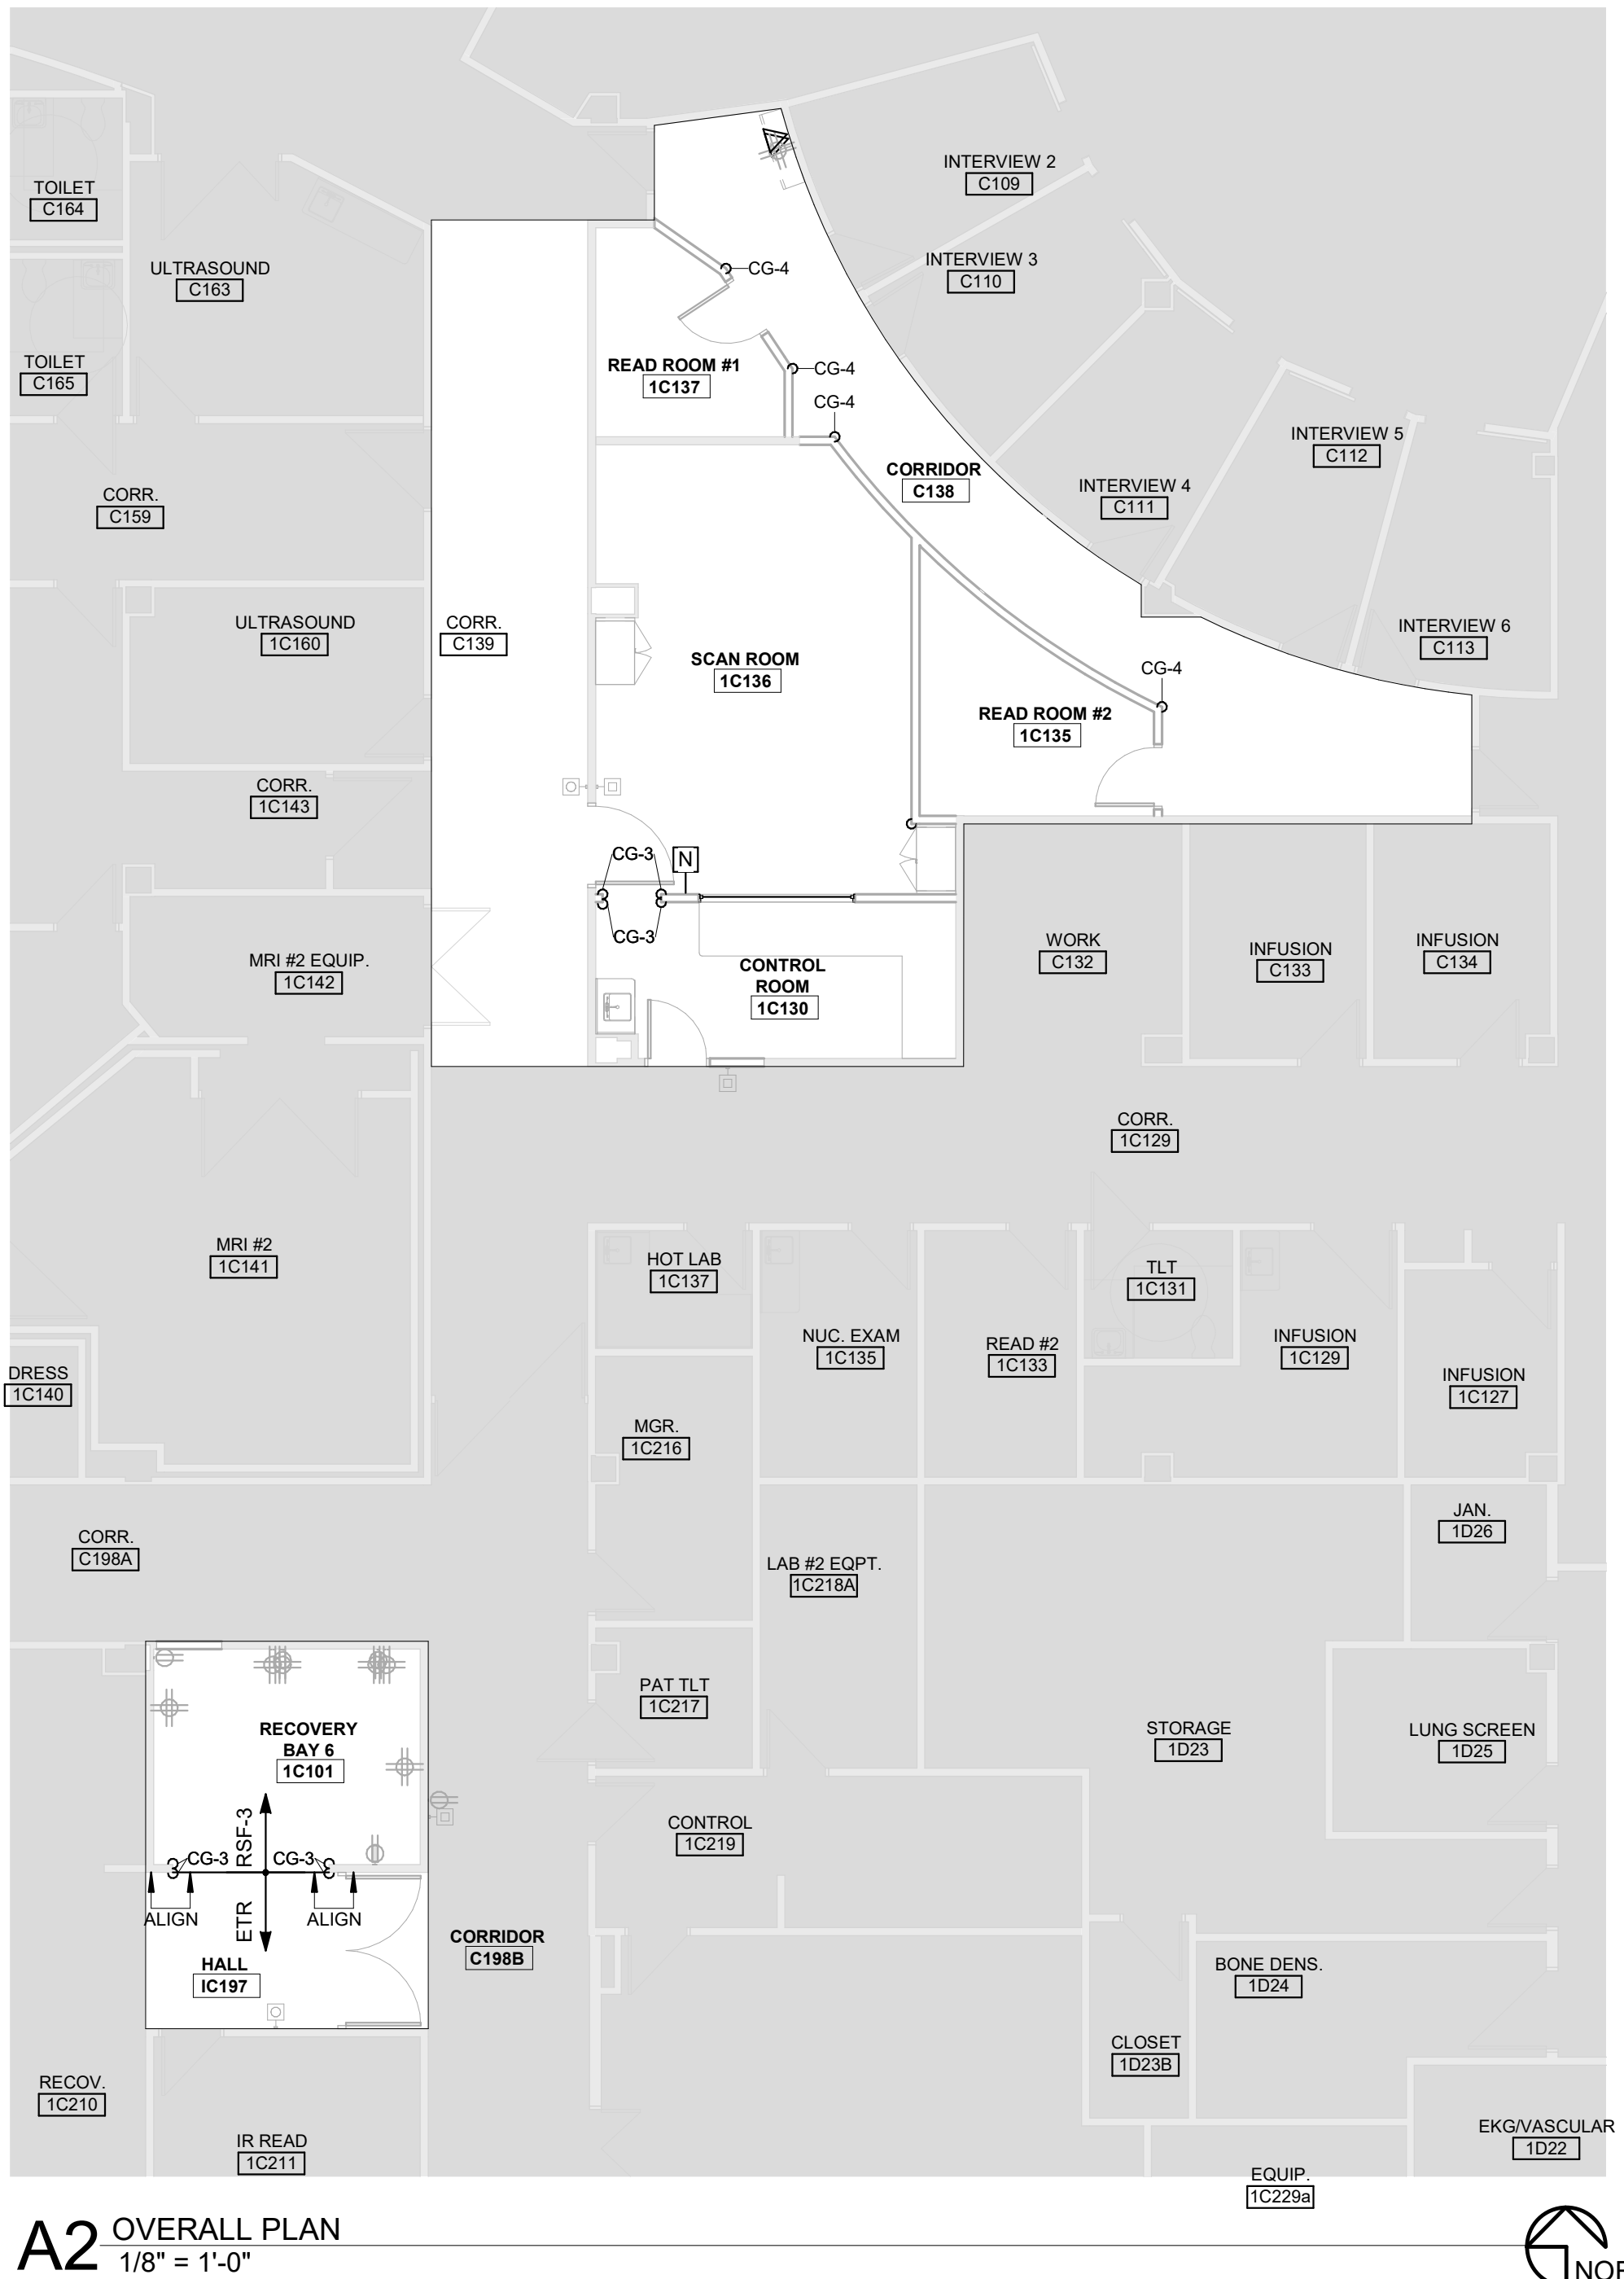 INTERVIEW 2
C109
TOILET
C164
INTERVIEW 3
C110
ULTRASOUND
C163
CG-4
TOILET
C165
READ ROOM #1
1C137
CG-4
CG-4
INTERVIEW 5
C112
CORRIDOR
C138
INTERVIEW 4
C111
CORR.
C159
ULTRASOUND
1C160
CORR.
C139
INTERVIEW 6
C113
SCAN ROOM
1C136
CG-4
READ ROOM #2
1C135
CORR.
1C143
CG-3
N
CG-3
WORK
C132
INFUSION
C133
INFUSION
C134
MRI #2 EQUIP.
1C142
CONTROL
ROOM
1C130
CORR.
1C129
MRI #2
1C141
HOT LAB
1C137
TLT
1C131
NUC. EXAM
1C135
READ #2
1C133
INFUSION
1C129
DRESS
1C140
INFUSION
1C127
MGR.
1C216
JAN.
1D26
CORR.
C198A
LAB #2 EQPT.
1C218A
PAT TLT
1C217
RECOVERY
BAY 6
1C101
STORAGE
1D23
LUNG SCREEN
1D25
RSF-3
CONTROL
1C219
CG-3
CG-3
ETR
ALIGN
ALIGN
CORRIDOR
C198B
HALL
IC197
BONE DENS.
1D24
CLOSET
1D23B
RECOV.
1C210
IR READ
1C211
EKG/VASCULAR
1D22
EQUIP.
1C229a
A2 OVERALL PLAN
1/8" = 1'-0"